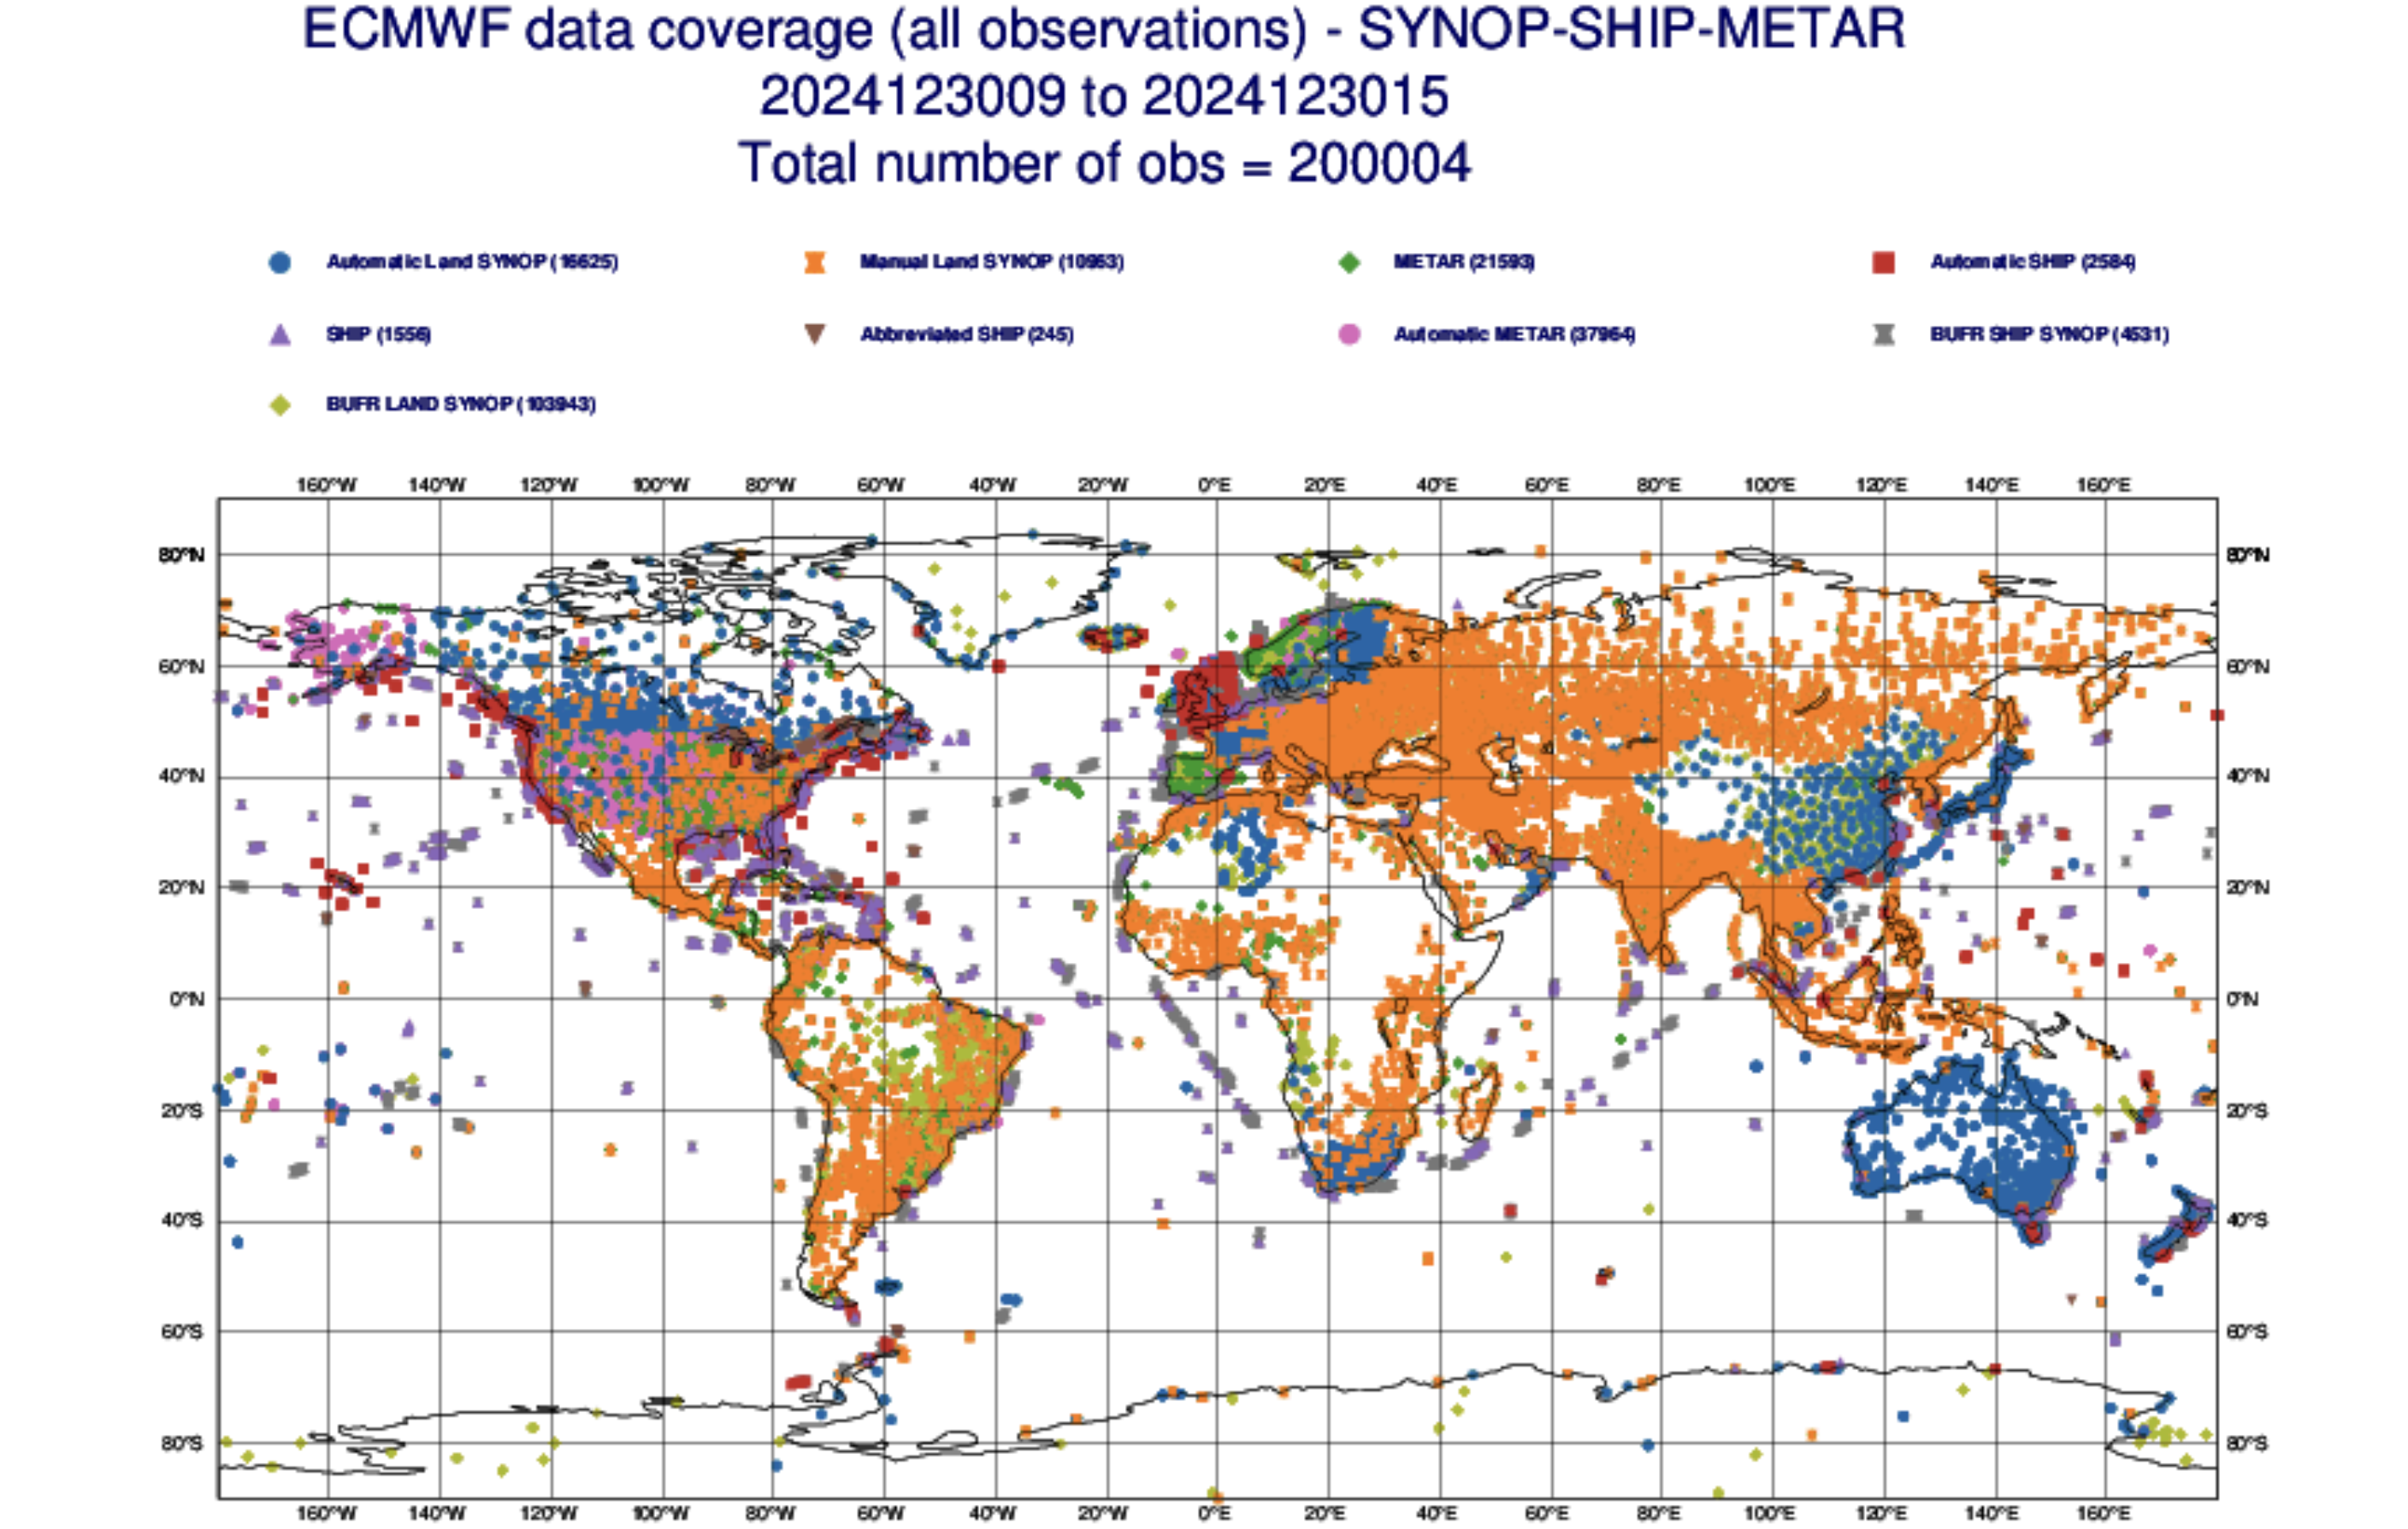 ECMWF data coverage (all observations) - SYNOP-SHIP-METAR
2024123009 to 2024123015
Total number of obs = 200004
Automatic Land SYNOP (16625) Manual Land SYNOP (10963) METAR (21593) Automatic SHIP (2584)
SHIP (1556) Abbreviated SHIP (245) Automatic METAR (37964) BUFR SHIP SYNOP (4531)
BUFR LAND SYNOP (103943)
160°W 140°W 120°W 100°W 80°W 60°W 40°W 20°W 0°E 20°E 40°E 60°E 80°E 100°E 120°E 140°E 160°E
80°N 80°N
60°N 60°N
40°N 40°N
20°N 20°N
0°N 0°N
20°S 20°S
40°S 40°S
60°S 60°S
80°S 80°S
160°W 140°W 120°W 100°W 80°W 60°W 40°W 20°W 0°E 20°E 40°E 60°E 80°E 100°E 120°E 140°E 160°E